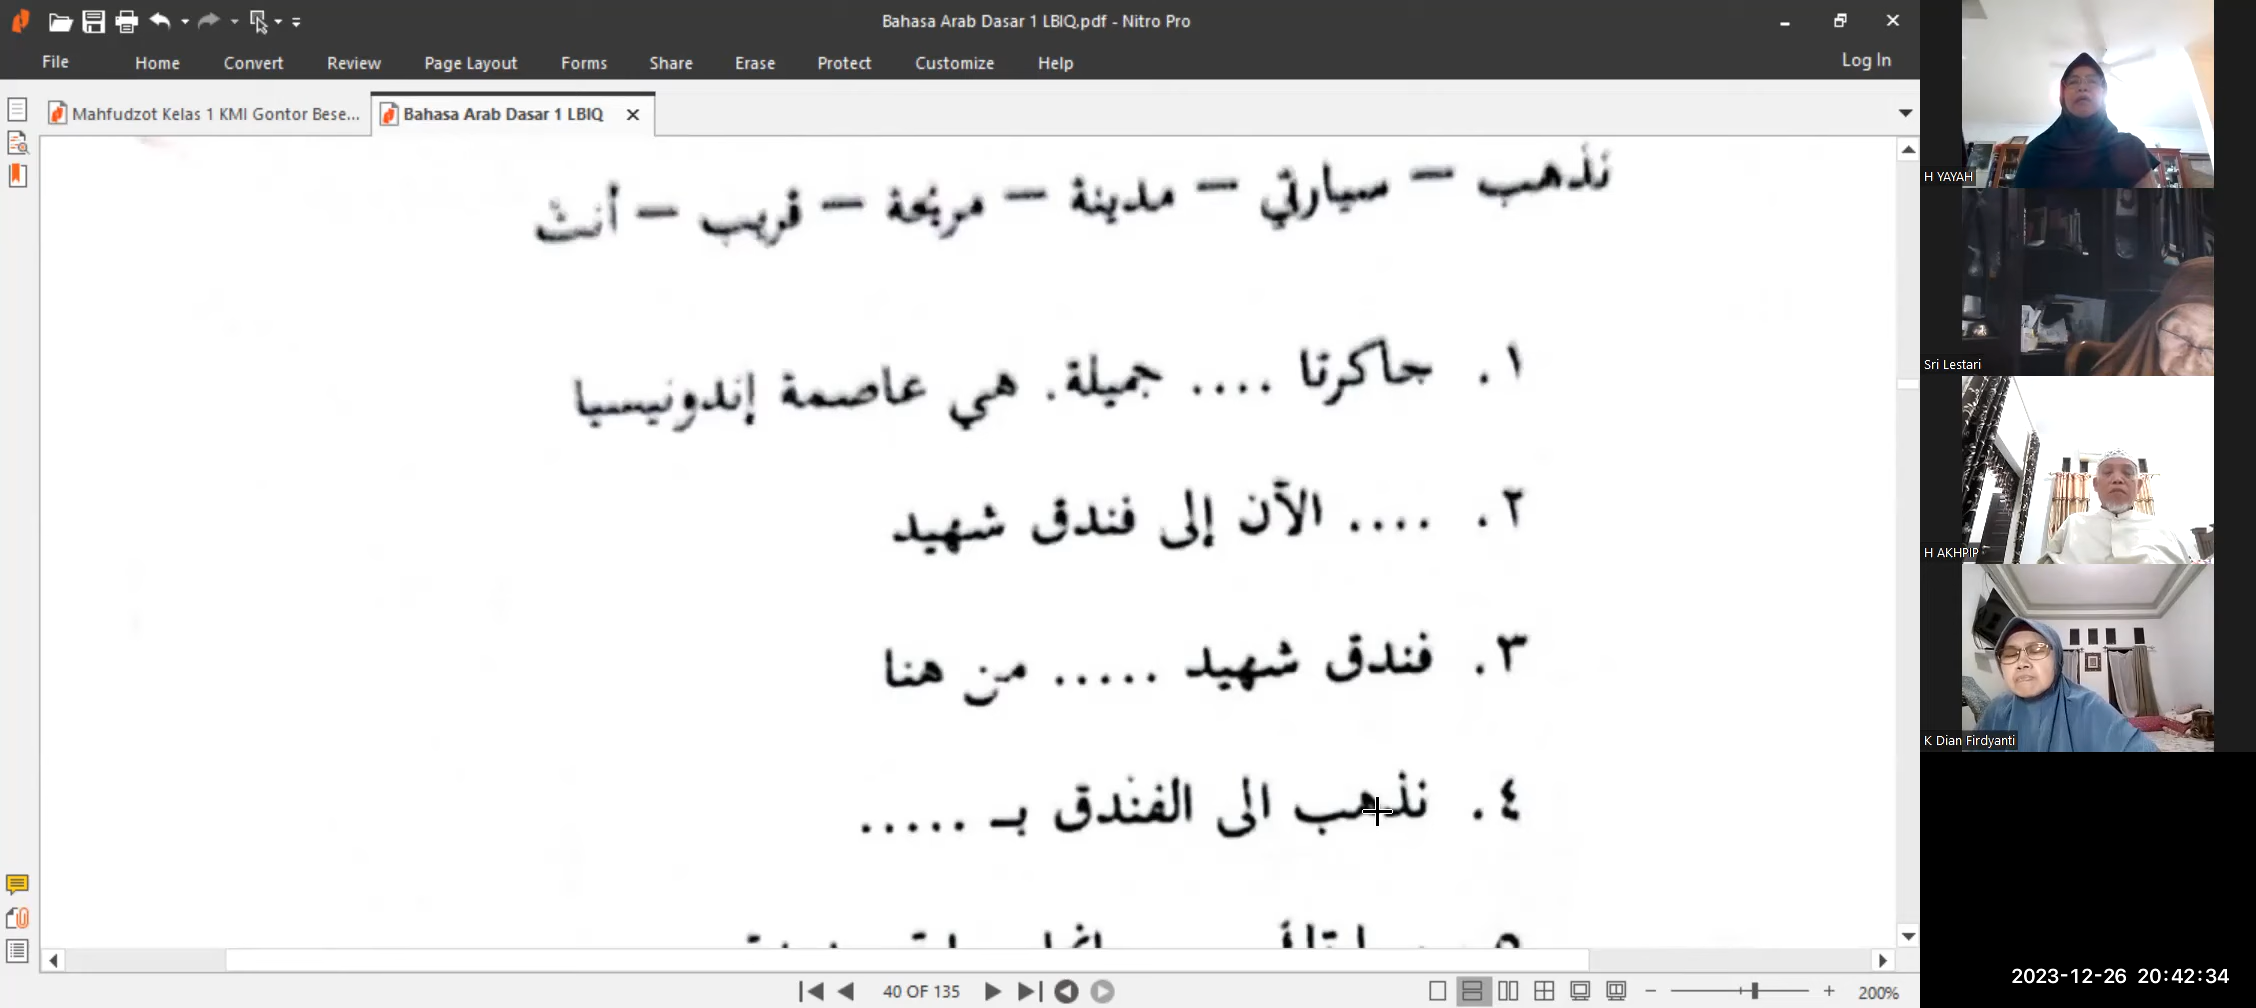 Bahasa Arab Dasar 1 LBIQ.pdf - Nitro Pro
File Home Convert Review Page Layout Forms Share Erase Protect Customize Help Log In
Mahfudzot Kelas 1 KMI Gontor Bese... Bahasa Arab Dasar 1 LBIQ
نذهب – سيارتي – مدينة – مريحة – قريب – أنت
١. جاكرتا .... جميلة. هي عاصمة إندونيسيا
٢. .... الآن إلى فندق شهيد
٣. فندق شهيد ..... من هنا
٤. نذهب الى الفندق بـ .....
40 OF 135
200%
H YAYAH
Sri Lestari
H AKHPIP
K Dian Firdyanti
2023-12-26 20:42:34